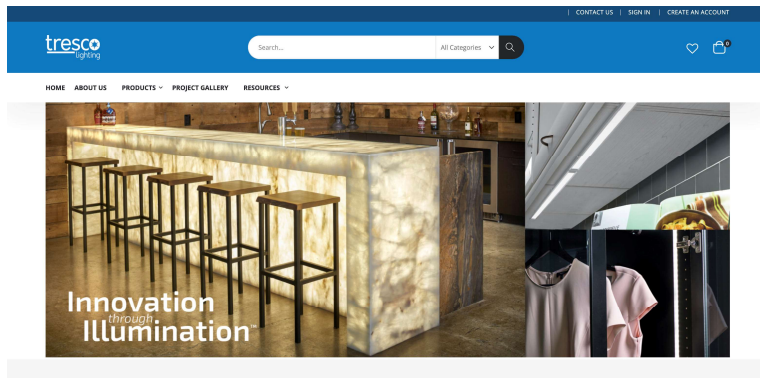 | CONTACT US | SIGN IN | CREATE AN ACCOUNT
tresco
lighting
Search...
All Categories
0
HOME ABOUT US PRODUCTS PROJECT GALLERY RESOURCES
Innovation
through
Illumination™